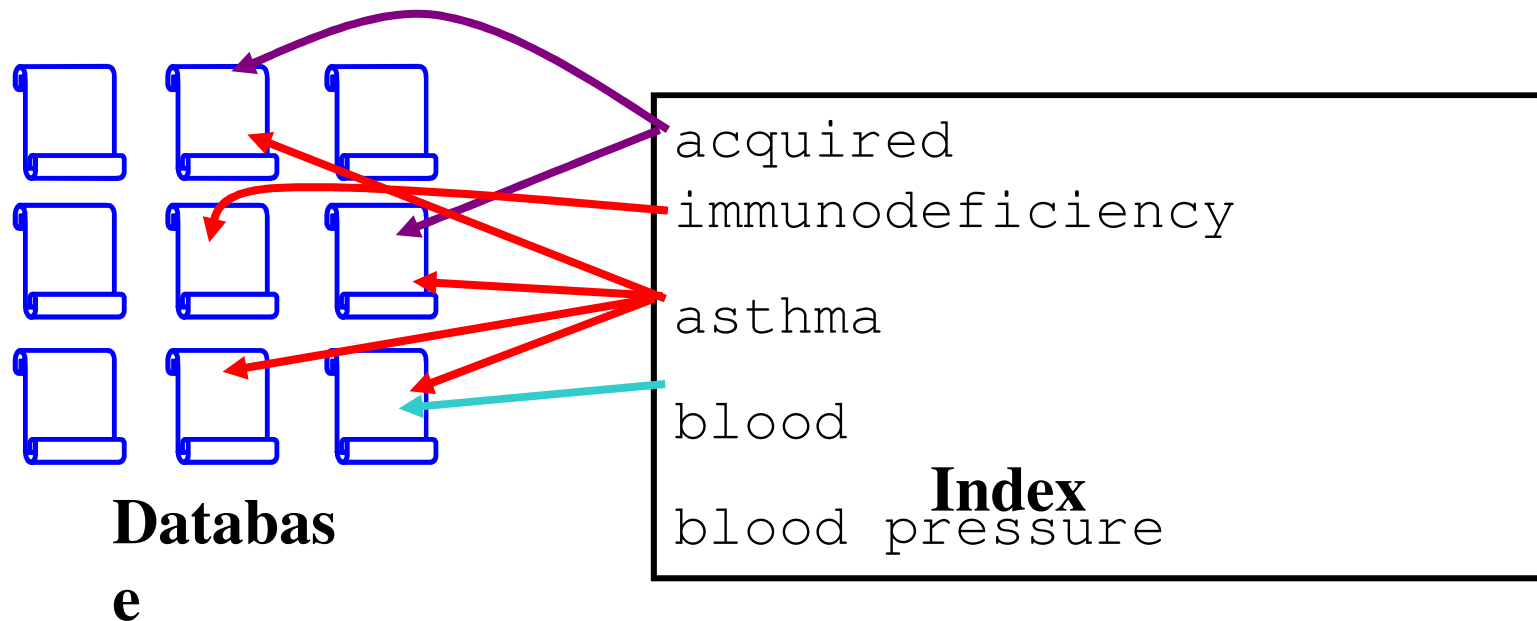 acquired
immunodeficiency
asthma
blood
Index
blood pressure
Databas
e